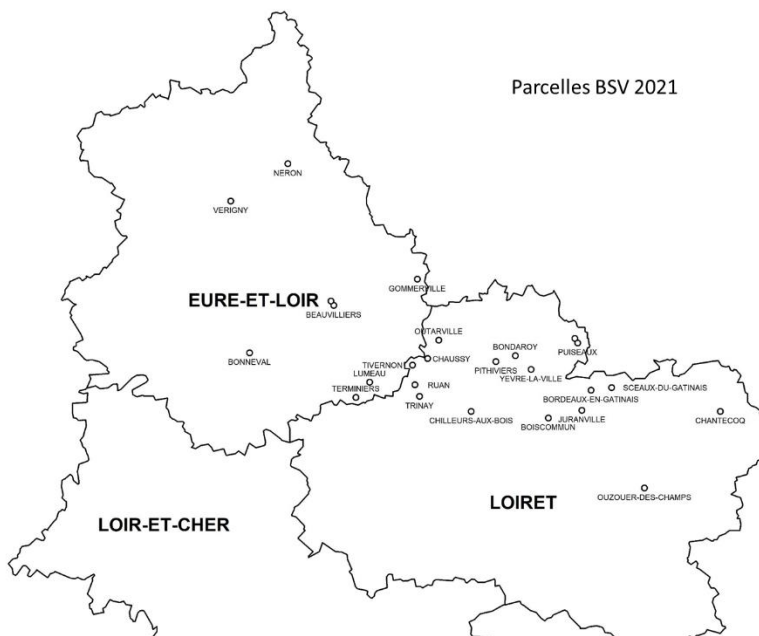 Parcelles BSV 2021
NERON
VERIGNY
GOMMERVILLE
EURE-ET-LOIR
BEAUVILLIERS
OUTARVILLE
BONDAROY
PUISEAUX
BONNEVAL
TIVERNON
CHAUSSY
PITHIVIERS
LUMEAU
YEVRE-LA-VILLE
RUAN
SCEAUX-DU-GATINAIS
TERMINIERS
BORDEAUX-EN-GATINAIS
TRINAY
CHILLEURS-AUX-BOIS
JURANVILLE
CHANTECOQ
BOISCOMMUN
OUZOUER-DES-CHAMPS
LOIRET
LOIR-ET-CHER